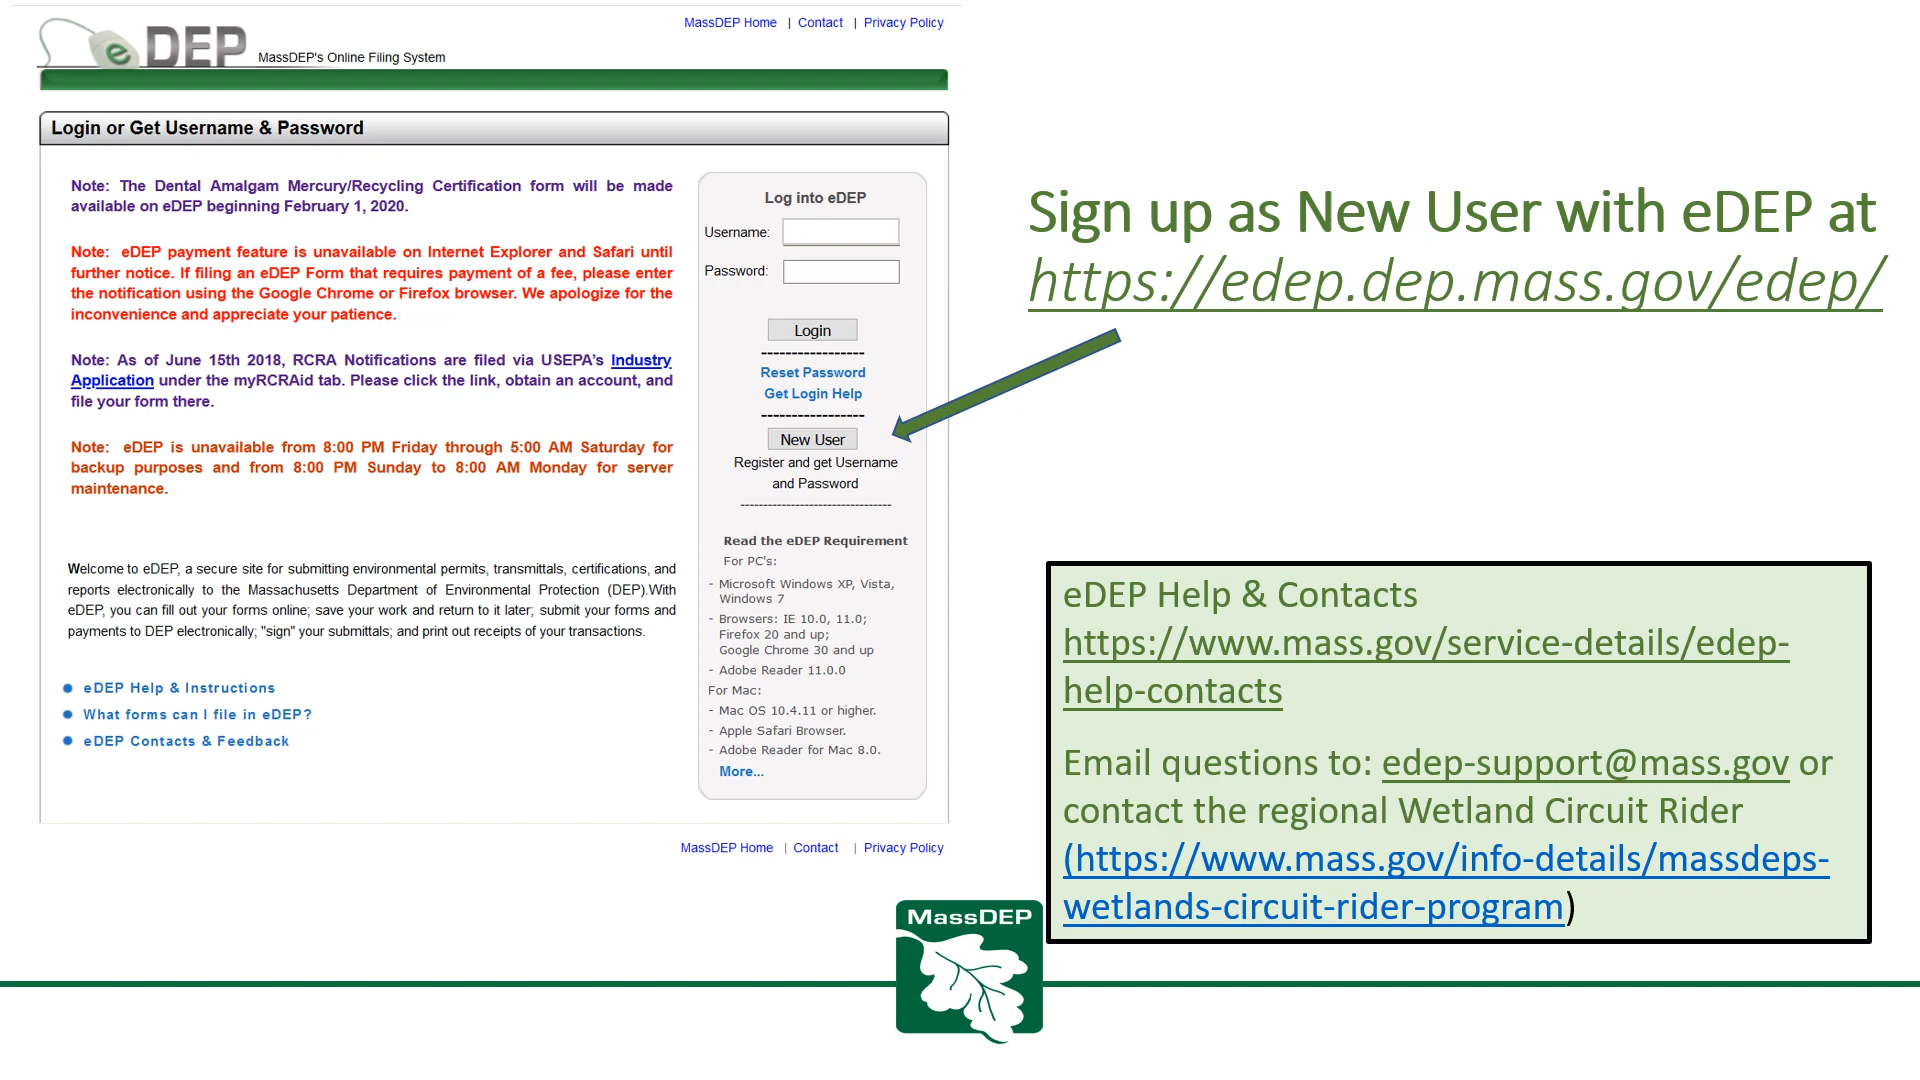 MassDEP Home | Contact | Privacy Policy
eDEP MassDEP's Online Filing System
Login or Get Username & Password
Note: The Dental Amalgam Mercury/Recycling Certification form will be made
available on eDEP beginning February 1, 2020.
Note: eDEP payment feature is unavailable on Internet Explorer and Safari until
further notice. If filing an eDEP Form that requires payment of a fee, please enter
the notification using the Google Chrome or Firefox browser. We apologize for the
inconvenience and appreciate your patience.
Note: As of June 15th 2018, RCRA Notifications are filed via USEPA’s Industry
Application under the myRCRAid tab. Please click the link, obtain an account, and
file your form there.
Note: eDEP is unavailable from 8:00 PM Friday through 5:00 AM Saturday for
backup purposes and from 8:00 PM Sunday to 8:00 AM Monday for server
maintenance.
Welcome to eDEP, a secure site for submitting environmental permits, transmittals, certifications, and
reports electronically to the Massachusetts Department of Environmental Protection (DEP).With
eDEP, you can fill out your forms online; save your work and return to it later; submit your forms and
payments to DEP electronically; "sign" your submittals; and print out receipts of your transactions.
eDEP Help & Instructions
What forms can I file in eDEP?
eDEP Contacts & Feedback
Log into eDEP
Username:
Password:
Login
-----------------
Reset Password
Get Login Help
-----------------
New User
Register and get Username
and Password
---------------------------------
Read the eDEP Requirement
For PC's:
- Microsoft Windows XP, Vista,
Windows 7
- Browsers: IE 10.0, 11.0;
Firefox 20 and up;
Google Chrome 30 and up
- Adobe Reader 11.0.0
For Mac:
- Mac OS 10.4.11 or higher.
- Apple Safari Browser.
- Adobe Reader for Mac 8.0.
More...
MassDEP Home | Contact | Privacy Policy
Sign up as New User with eDEP at
https://edep.dep.mass.gov/edep/
eDEP Help & Contacts
https://www.mass.gov/service-details/edep-
help-contacts
Email questions to: edep-support@mass.gov or
contact the regional Wetland Circuit Rider
(https://www.mass.gov/info-details/massdeps-
wetlands-circuit-rider-program)
MassDEP